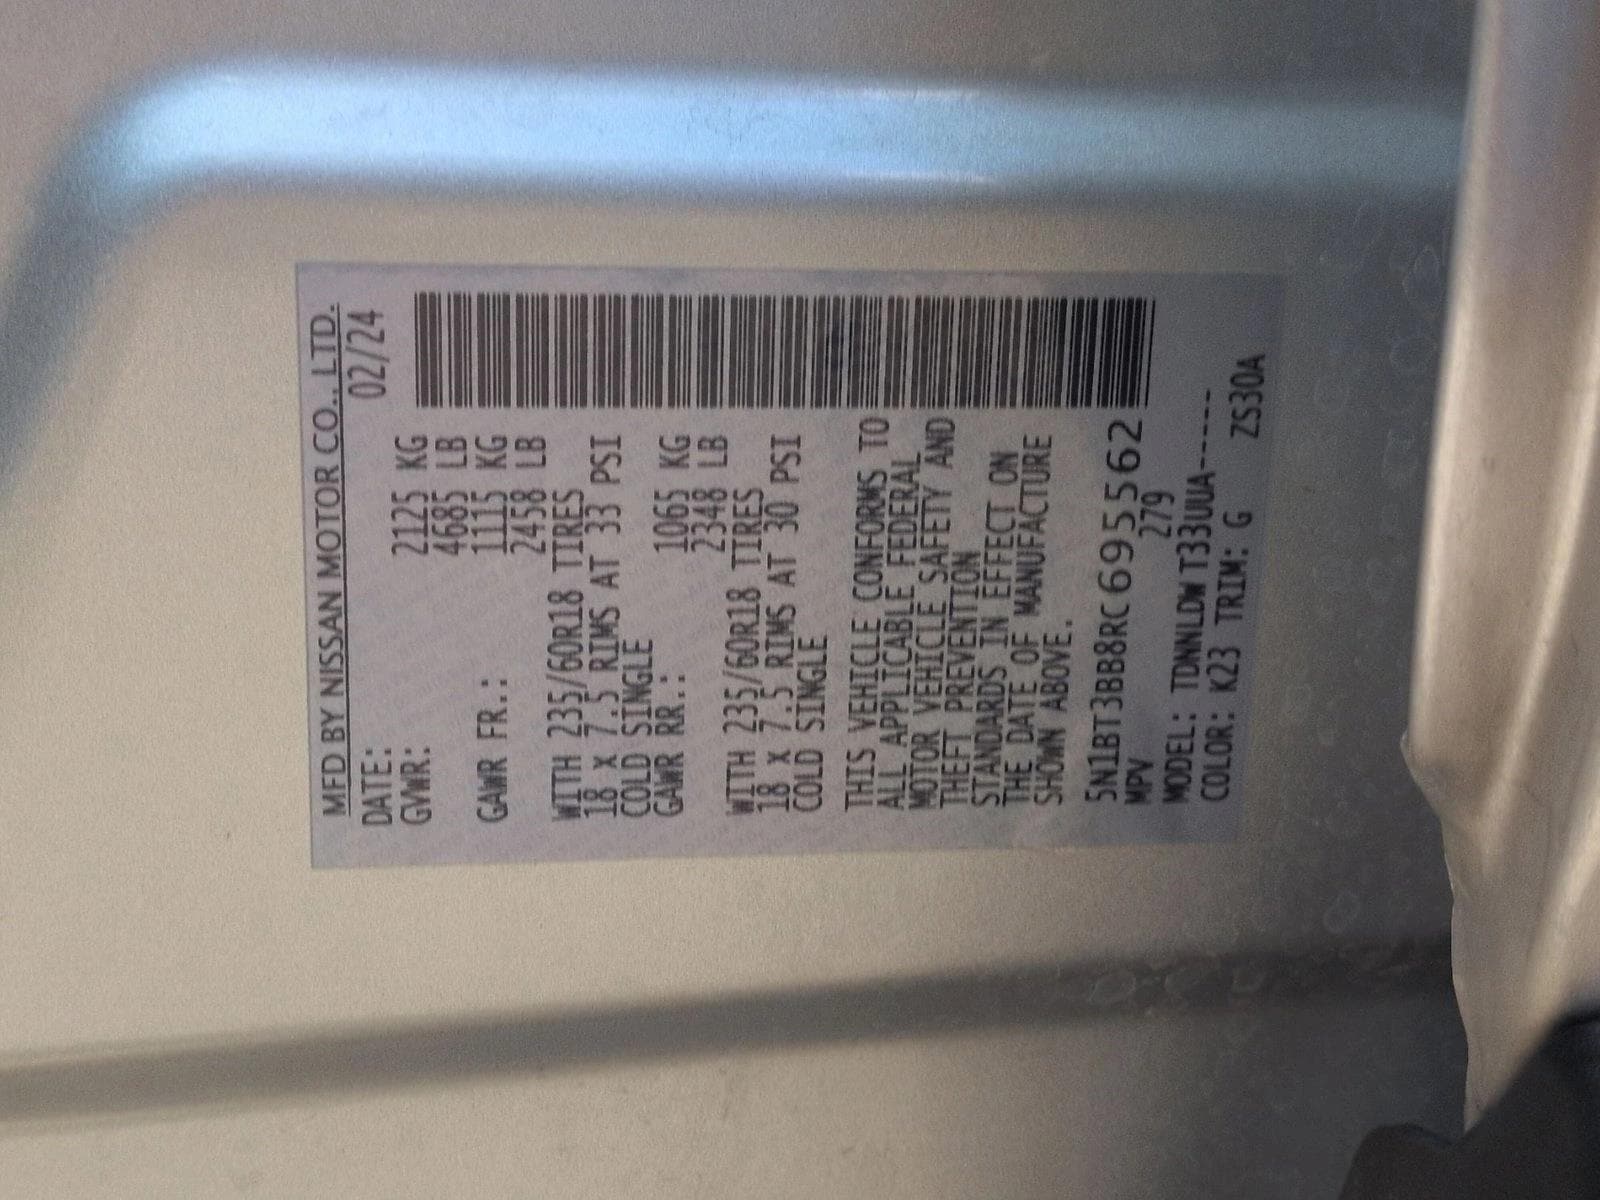 MFD BY NISSAN MOTOR CO., LTD.
DATE: 02/24
GVWR: 2125 KG
4685 LB
GAWR FR.: 1115 KG
2458 LB
WITH 235/60R18 TIRES
18 X 7.5 RIMS AT 33 PSI
COLD SINGLE
GAWR RR.: 1065 KG
2348 LB
WITH 235/60R18 TIRES
18 X 7.5 RIMS AT 30 PSI
COLD SINGLE
THIS VEHICLE CONFORMS TO
ALL APPLICABLE FEDERAL
MOTOR VEHICLE SAFETY AND
THEFT PREVENTION
STANDARDS IN EFFECT ON
THE DATE OF MANUFACTURE
SHOWN ABOVE.
5N1BT3BB8RC695562
MPV 279
MODEL: TDNNLDW T33UUA------
COLOR: K23 TRIM: G ZS30A